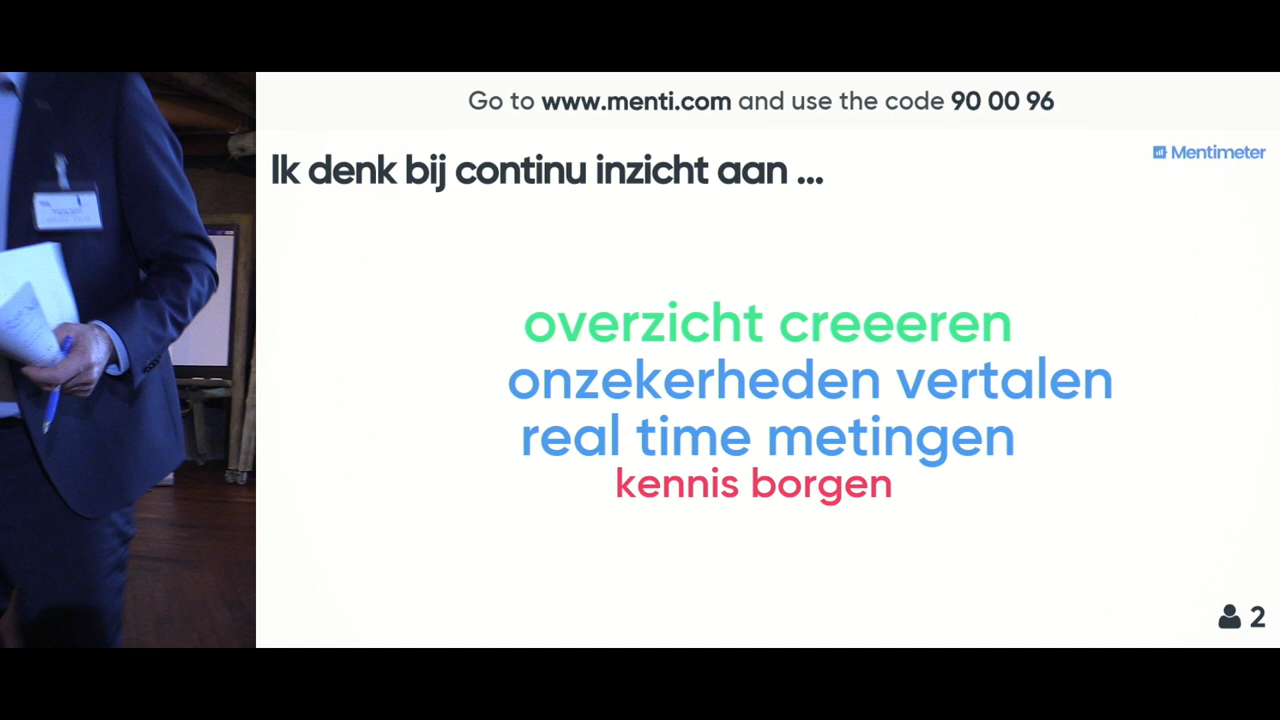 Go to www.menti.com and use the code 90 00 96
Mentimeter
Ik denk bij continu inzicht aan ...
overzicht creeeren
onzekerheden vertalen
real time metingen
kennis borgen
2